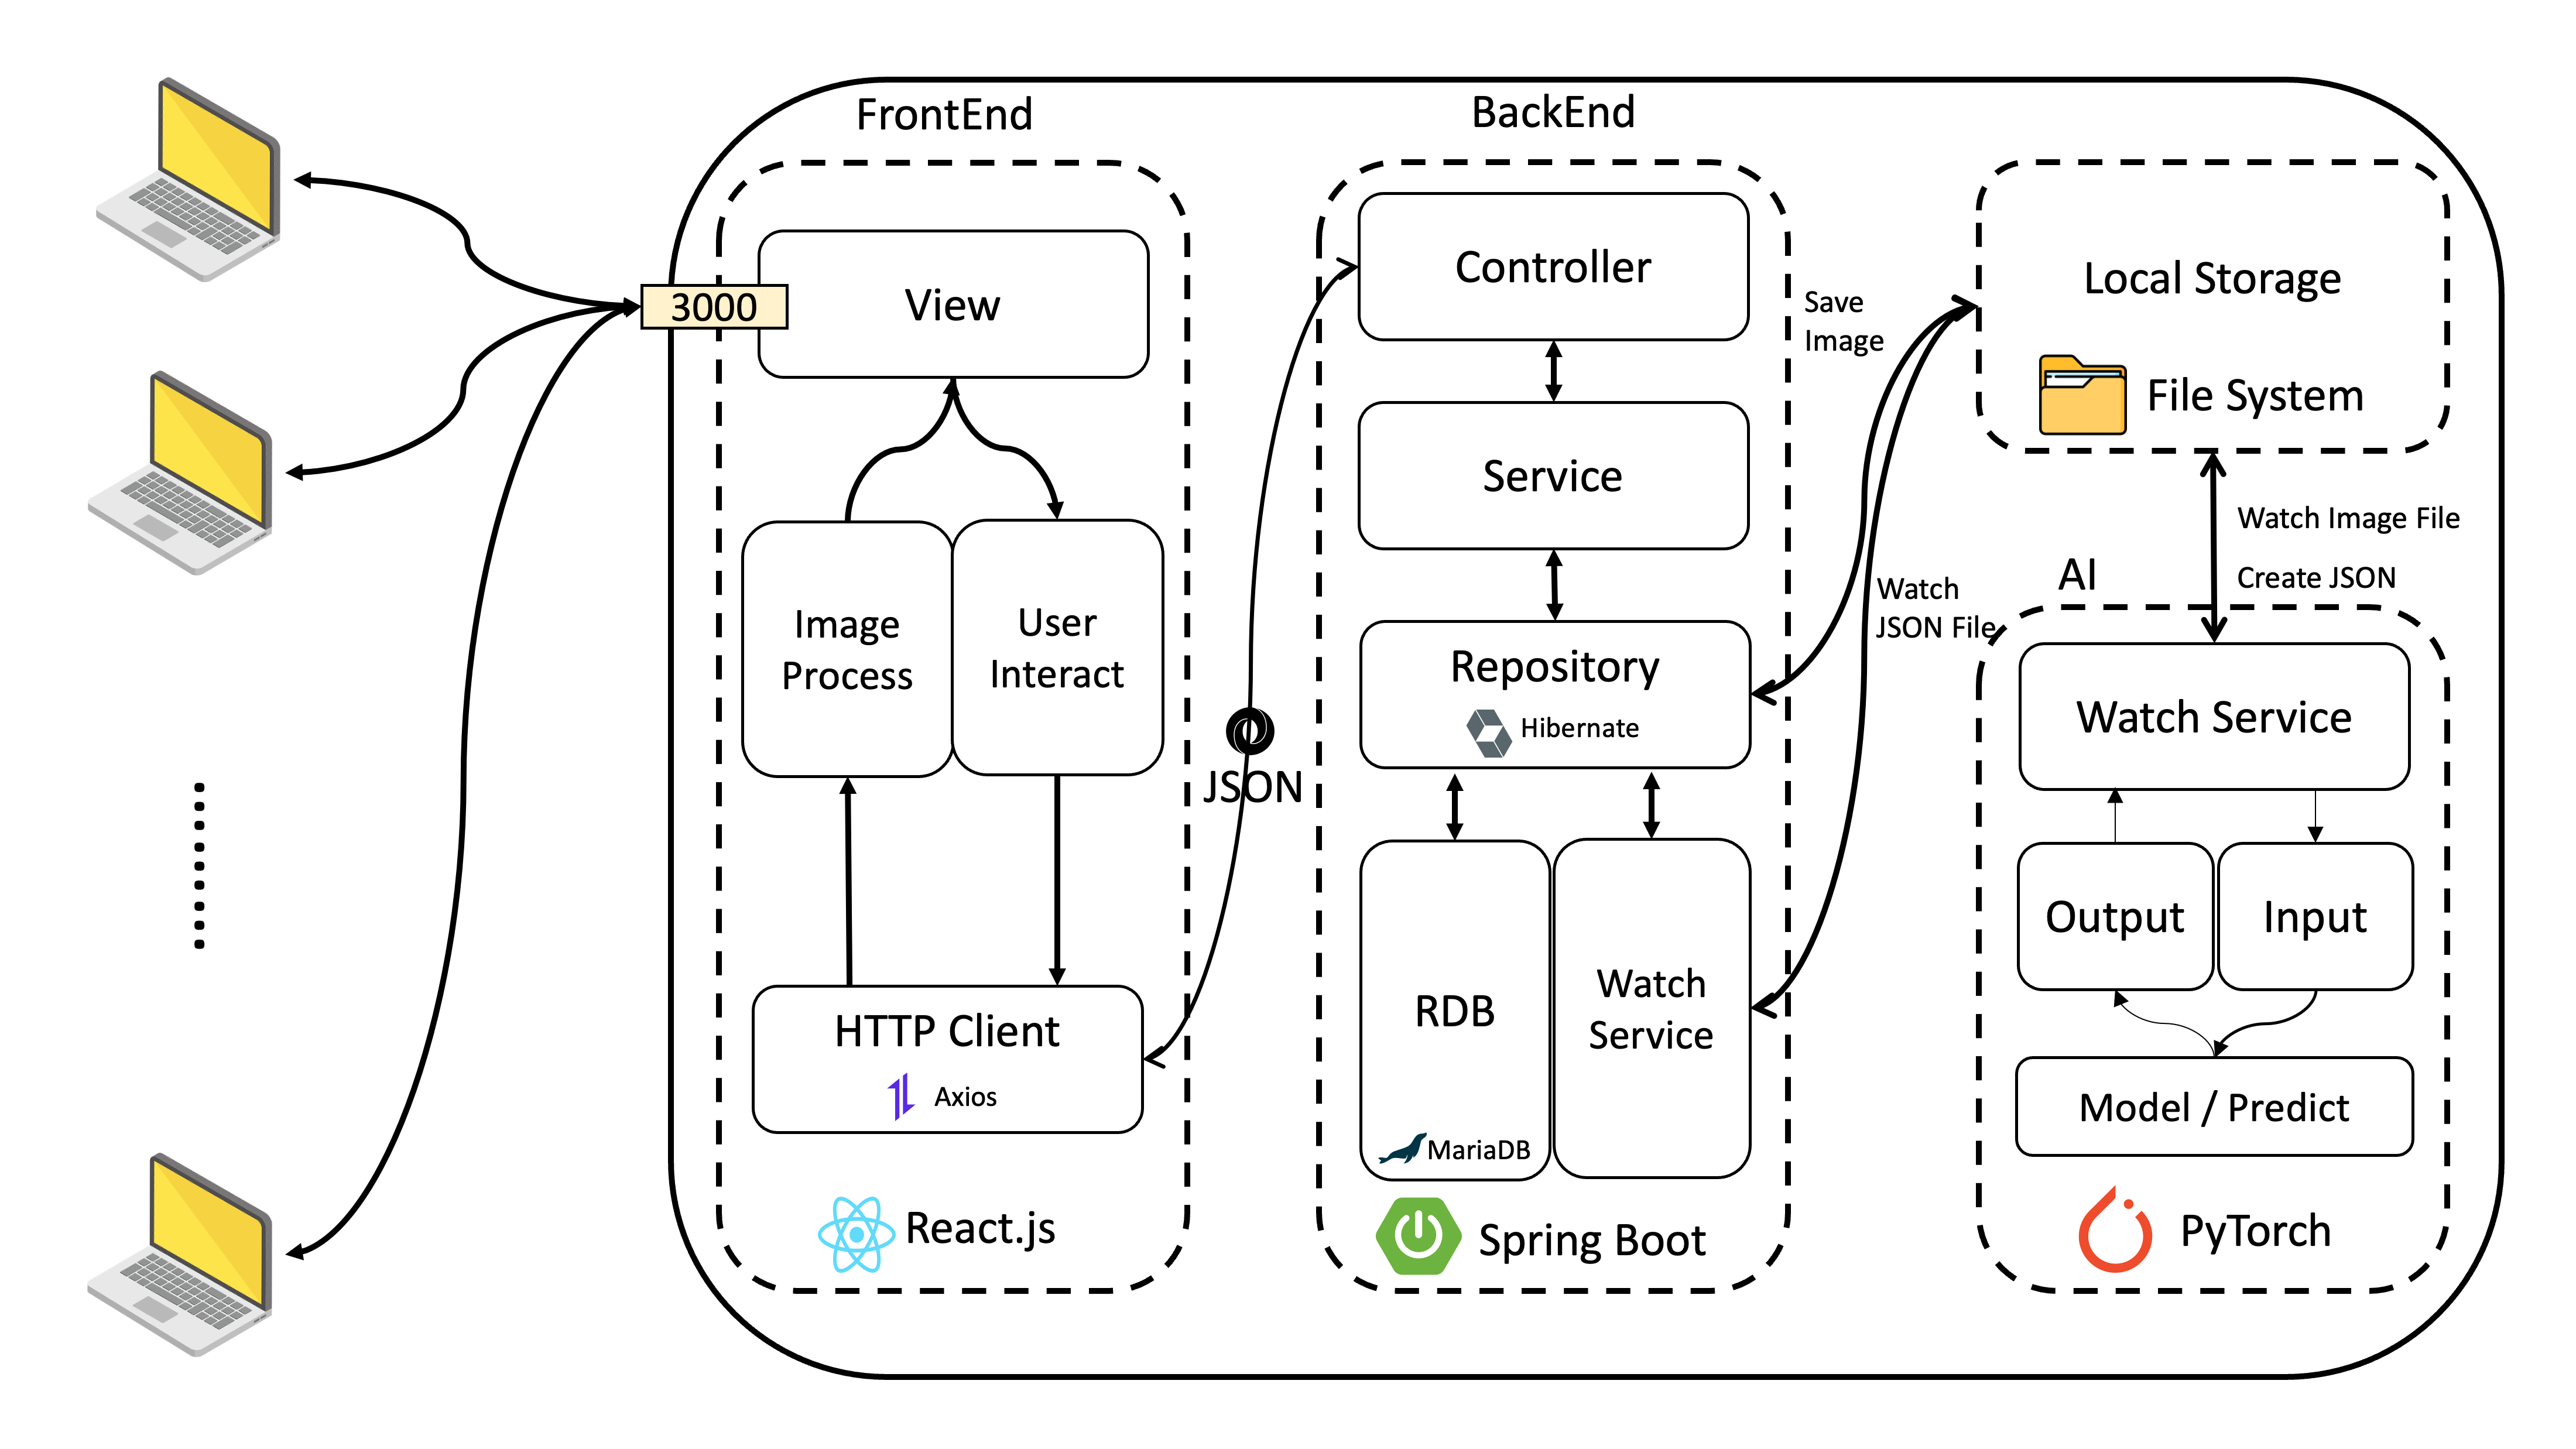 FrontEnd
3000
View
Image
Process
User
Interact
HTTP Client
Axios
React.js
JSON
BackEnd
Controller
Service
Repository
Hibernate
RDB
MariaDB
Watch
Service
Spring Boot
Save
Image
Watch
JSON File
Local Storage
File System
Watch Image File
Create JSON
AI
Watch Service
Output
Input
Model / Predict
PyTorch